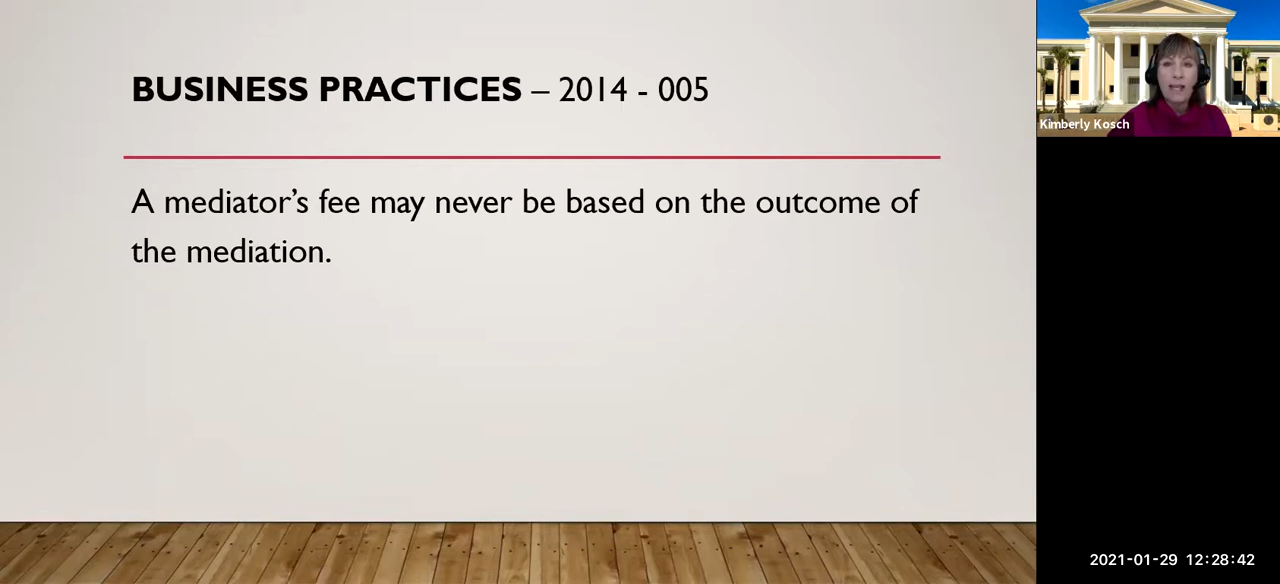 BUSINESS PRACTICES – 2014 - 005
A mediator’s fee may never be based on the outcome of
the mediation.
Kimberly Kosch
2021-01-29 12:28:42